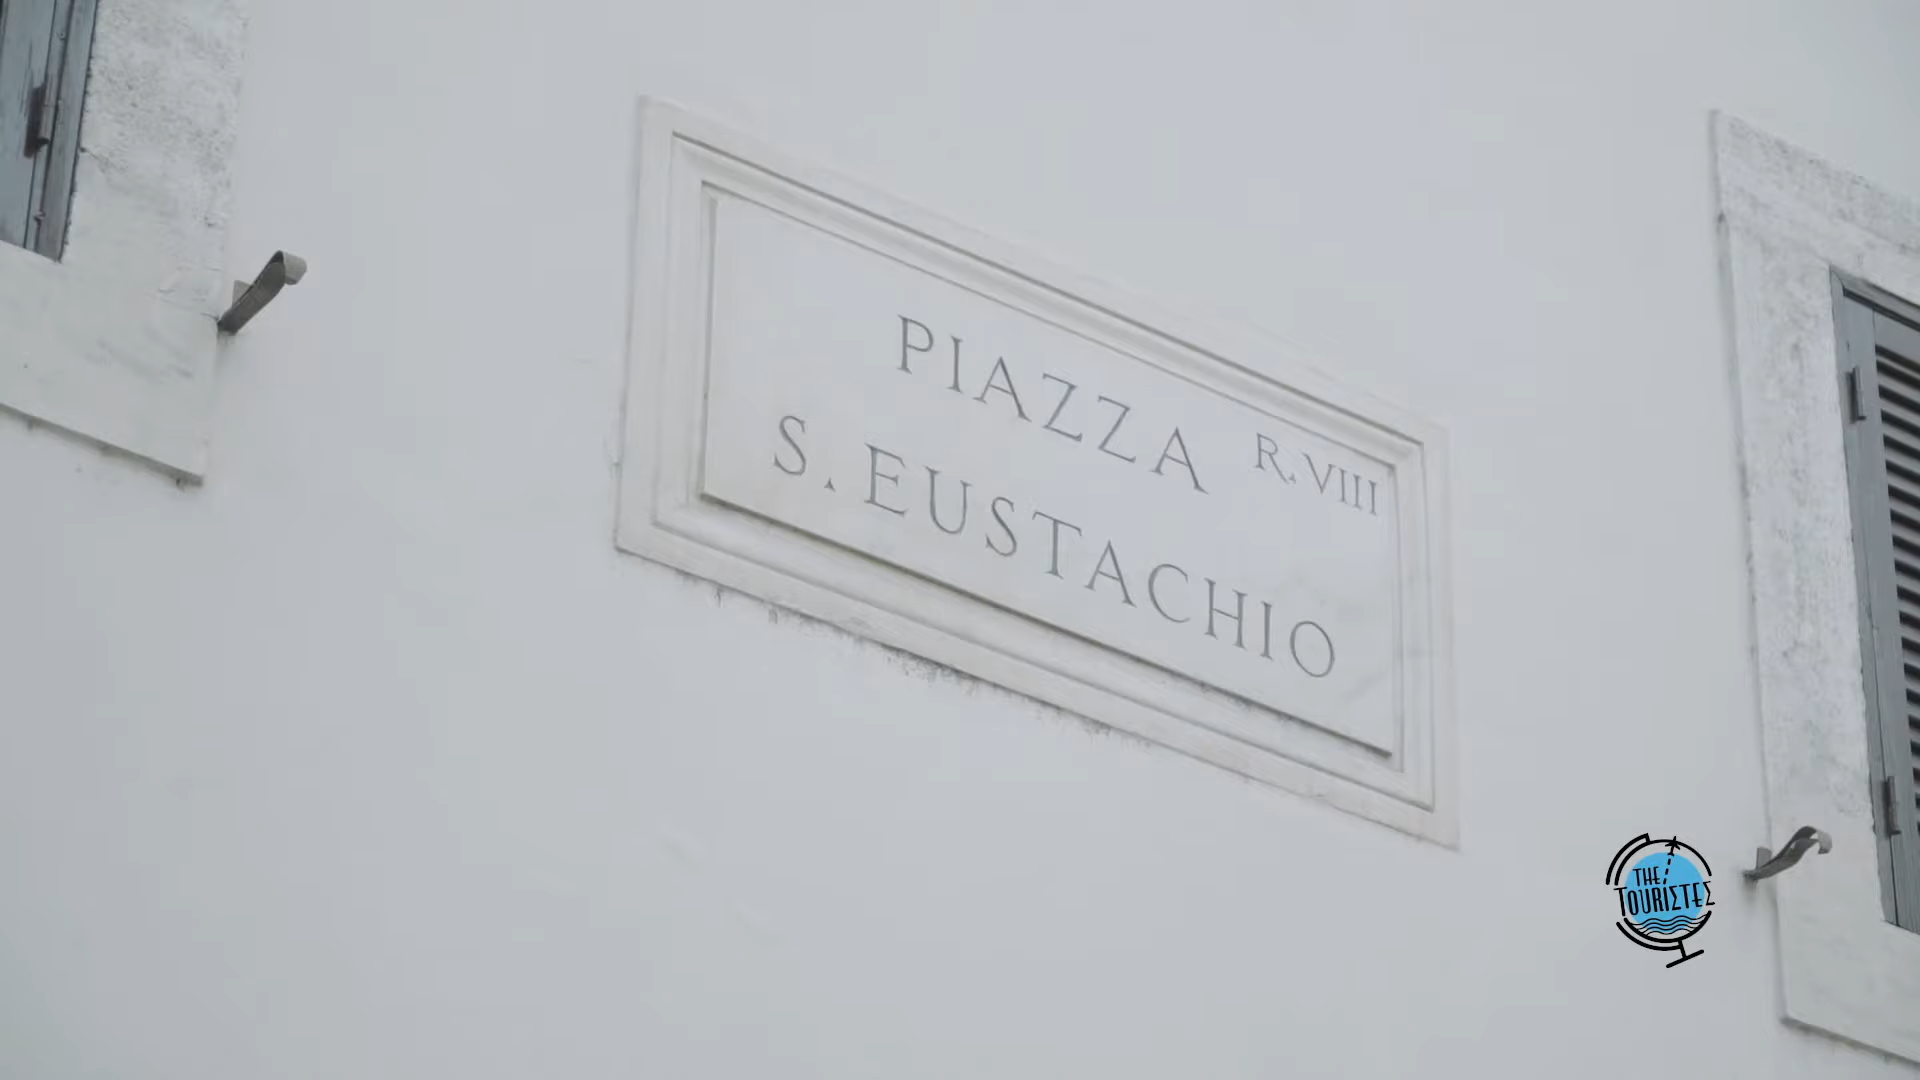 PIAZZA R.VIII
S. EUSTACHIO
THE
TOURIΣTEΣ